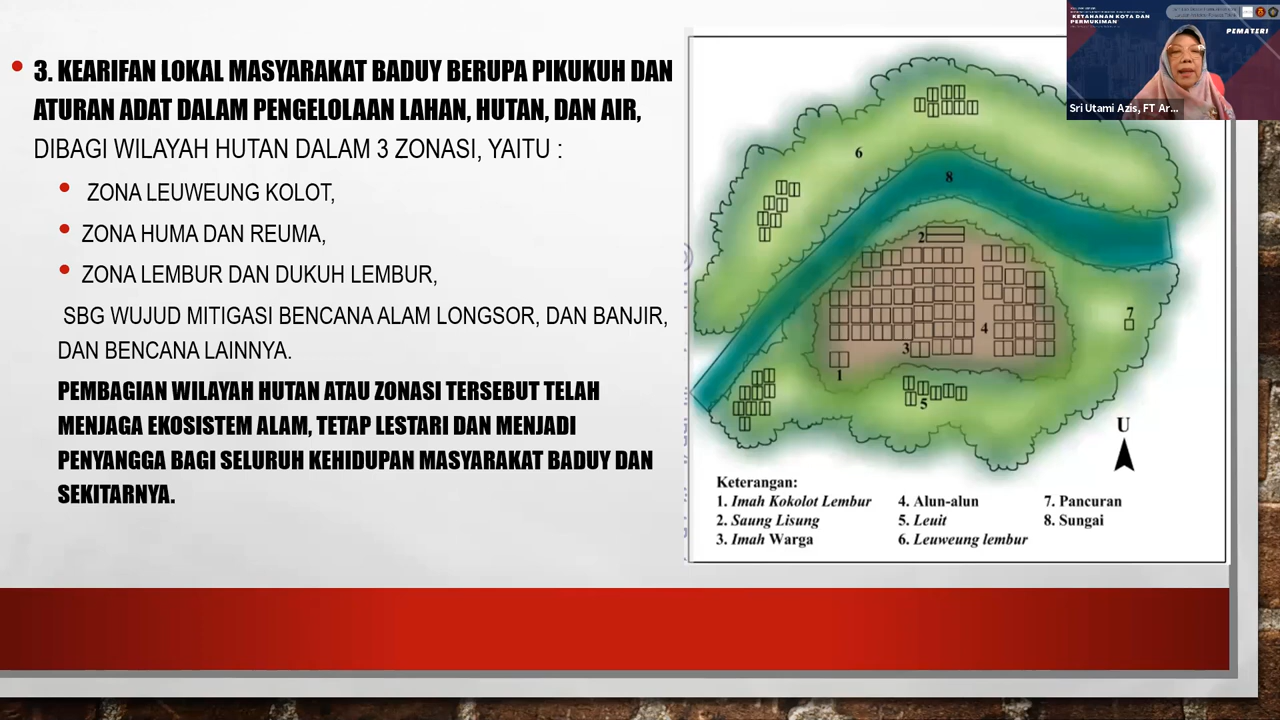 3. KEARIFAN LOKAL MASYARAKAT BADUY BERUPA PIKUKUH DAN
ATURAN ADAT DALAM PENGELOLAAN LAHAN, HUTAN, DAN AIR,
DIBAGI WILAYAH HUTAN DALAM 3 ZONASI, YAITU :
ZONA LEUWEUNG KOLOT,
ZONA HUMA DAN REUMA,
ZONA LEMBUR DAN DUKUH LEMBUR,
SBG WUJUD MITIGASI BENCANA ALAM LONGSOR, DAN BANJIR,
DAN BENCANA LAINNYA.
PEMBAGIAN WILAYAH HUTAN ATAU ZONASI TERSEBUT TELAH
MENJAGA EKOSISTEM ALAM, TETAP LESTARI DAN MENJADI
PENYANGGA BAGI SELURUH KEHIDUPAN MASYARAKAT BADUY DAN
SEKITARNYA.
KETAHANAN KOTA DAN
PERMUKIMAN
PEMATERI
Sri Utami Azis, FT Ar...
6
8
2
7
4
3
1
5
U
Keterangan:
1. Imah Kokolot Lembur 4. Alun-alun 7. Pancuran
2. Saung Lisung 5. Leuit 8. Sungai
3. Imah Warga 6. Leuweung lembur